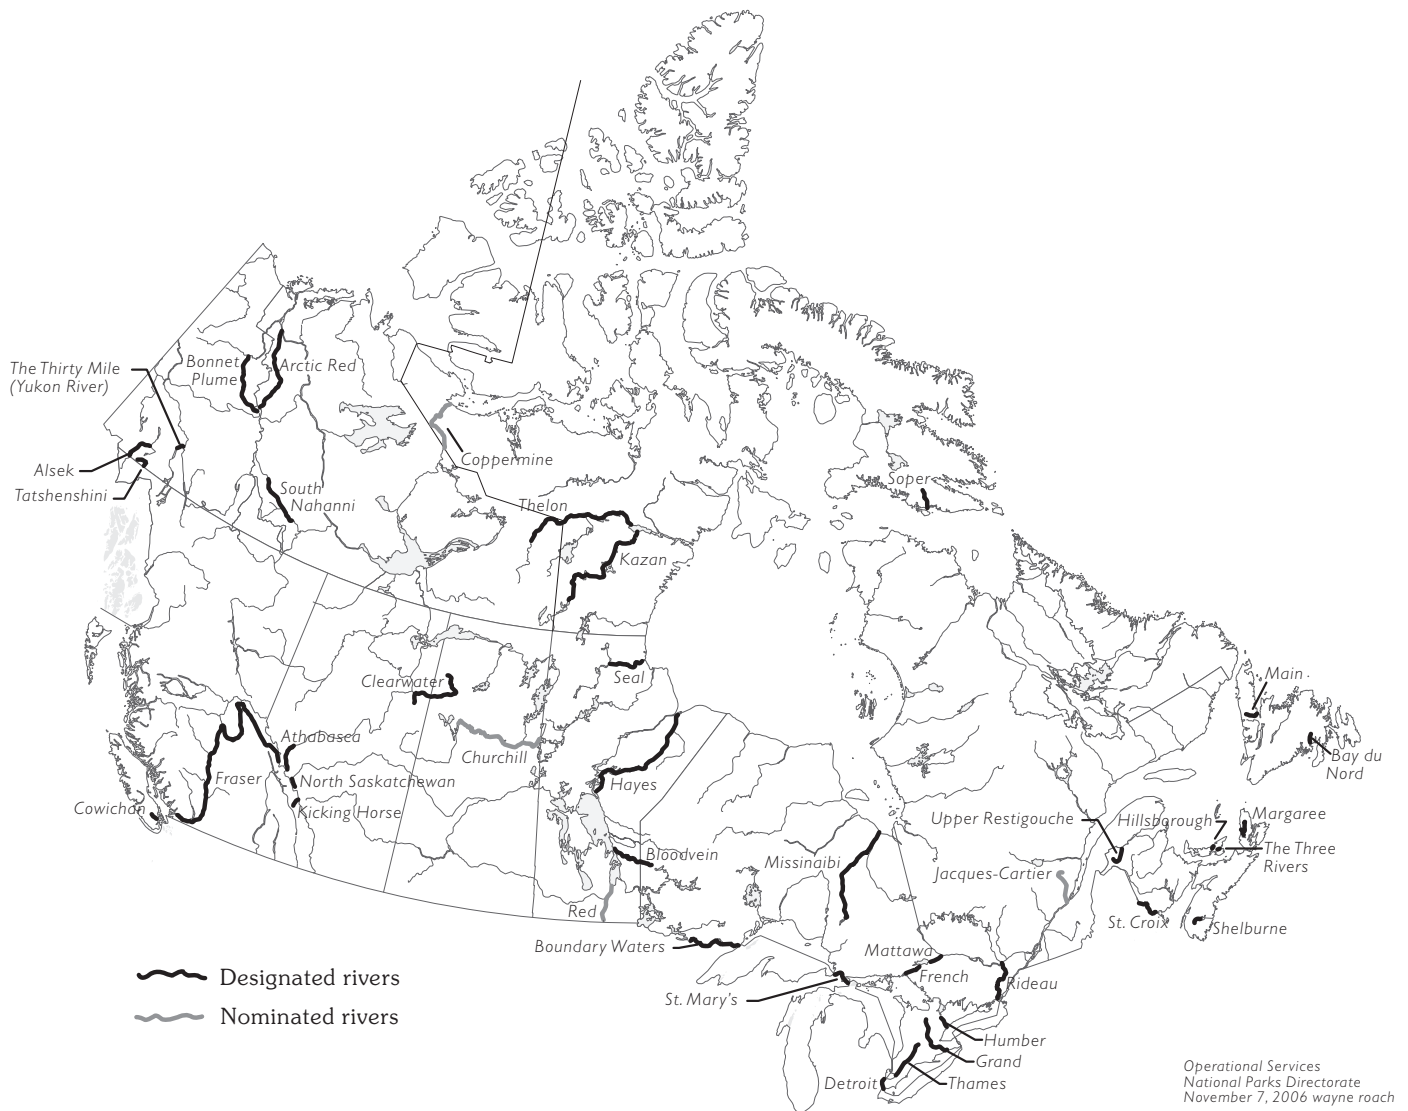 The Thirty Mile
(Yukon River)
Bonnet
Plume
Arctic Red
Alsek
Tatshenshini
Coppermine
South
Nahanni
Thelon
Soper
Kazan
Clearwater
Seal
Main
Athabasca
Churchill
Fraser
North Saskatchewan
Hayes
Bay du
Nord
Cowichan
Kicking Horse
Upper Restigouche
Hillsborough
Margaree
The Three
Rivers
Bloodvein
Missinaibi
Jacques-Cartier
Red
St. Croix
Shelburne
Boundary Waters
Mattawa
French
Rideau
St. Mary's
Designated rivers
Nominated rivers
Humber
Grand
Detroit
Thames
Operational Services
National Parks Directorate
November 7, 2006 wayne roach